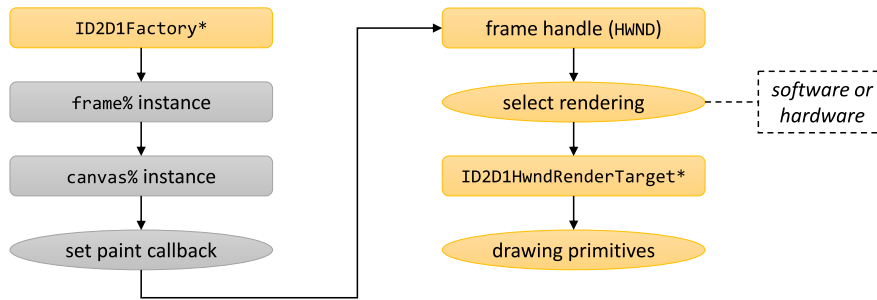 ID2D1Factory*
frame% instance
canvas% instance
set paint callback
frame handle (HWND)
select rendering
software or
hardware
ID2D1HwndRenderTarget*
drawing primitives